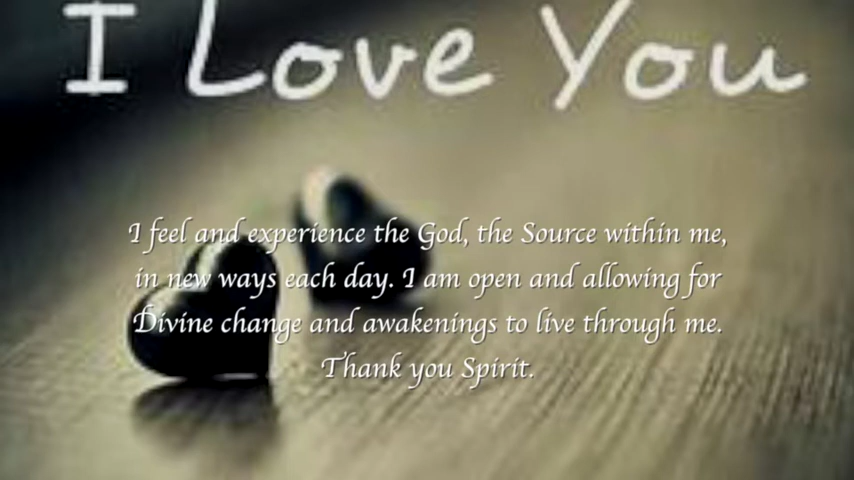 I Love You
I feel and experience the God, the Source within me,
in new ways each day. I am open and allowing for
Divine change and awakenings to live through me.
Thank you Spirit.